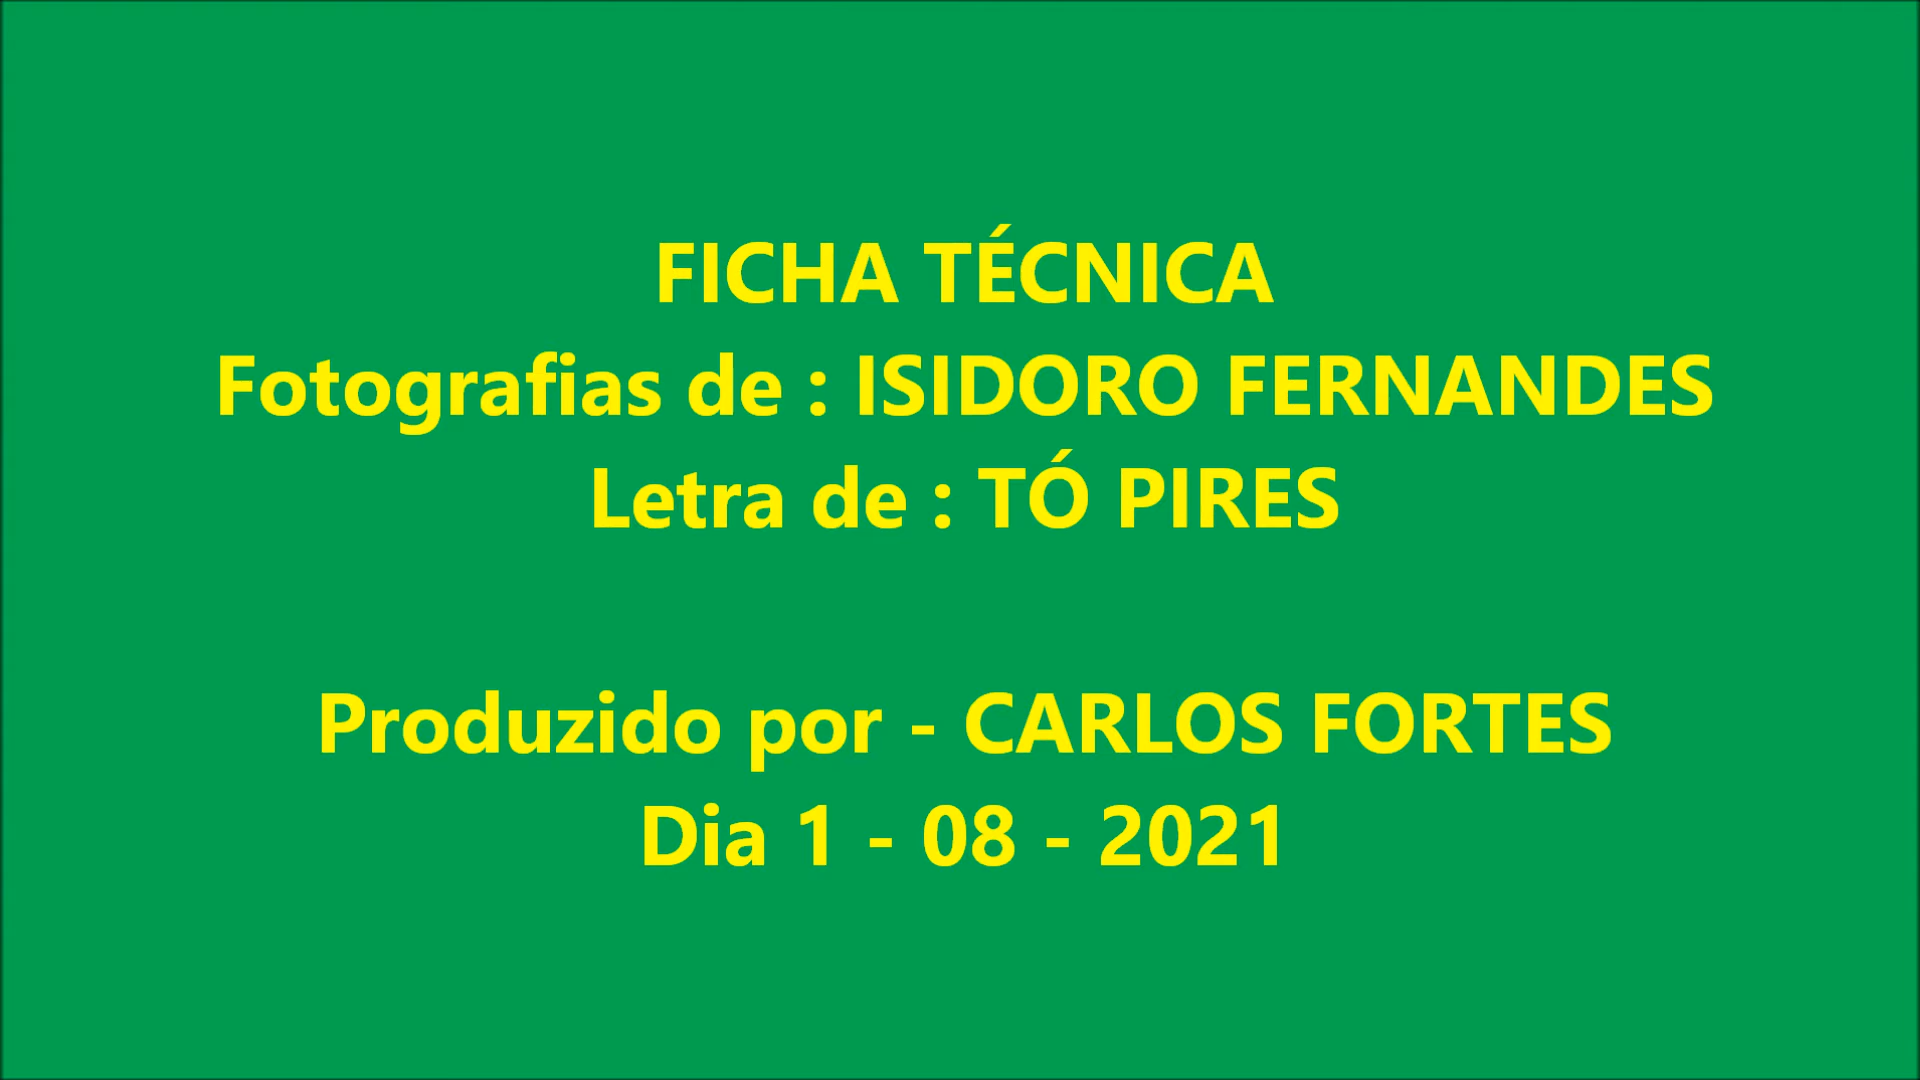 FICHA TÉCNICA
Fotografias de : ISIDORO FERNANDES
Letra de : TÓ PIRES
Produzido por - CARLOS FORTES
Dia 1 - 08 - 2021